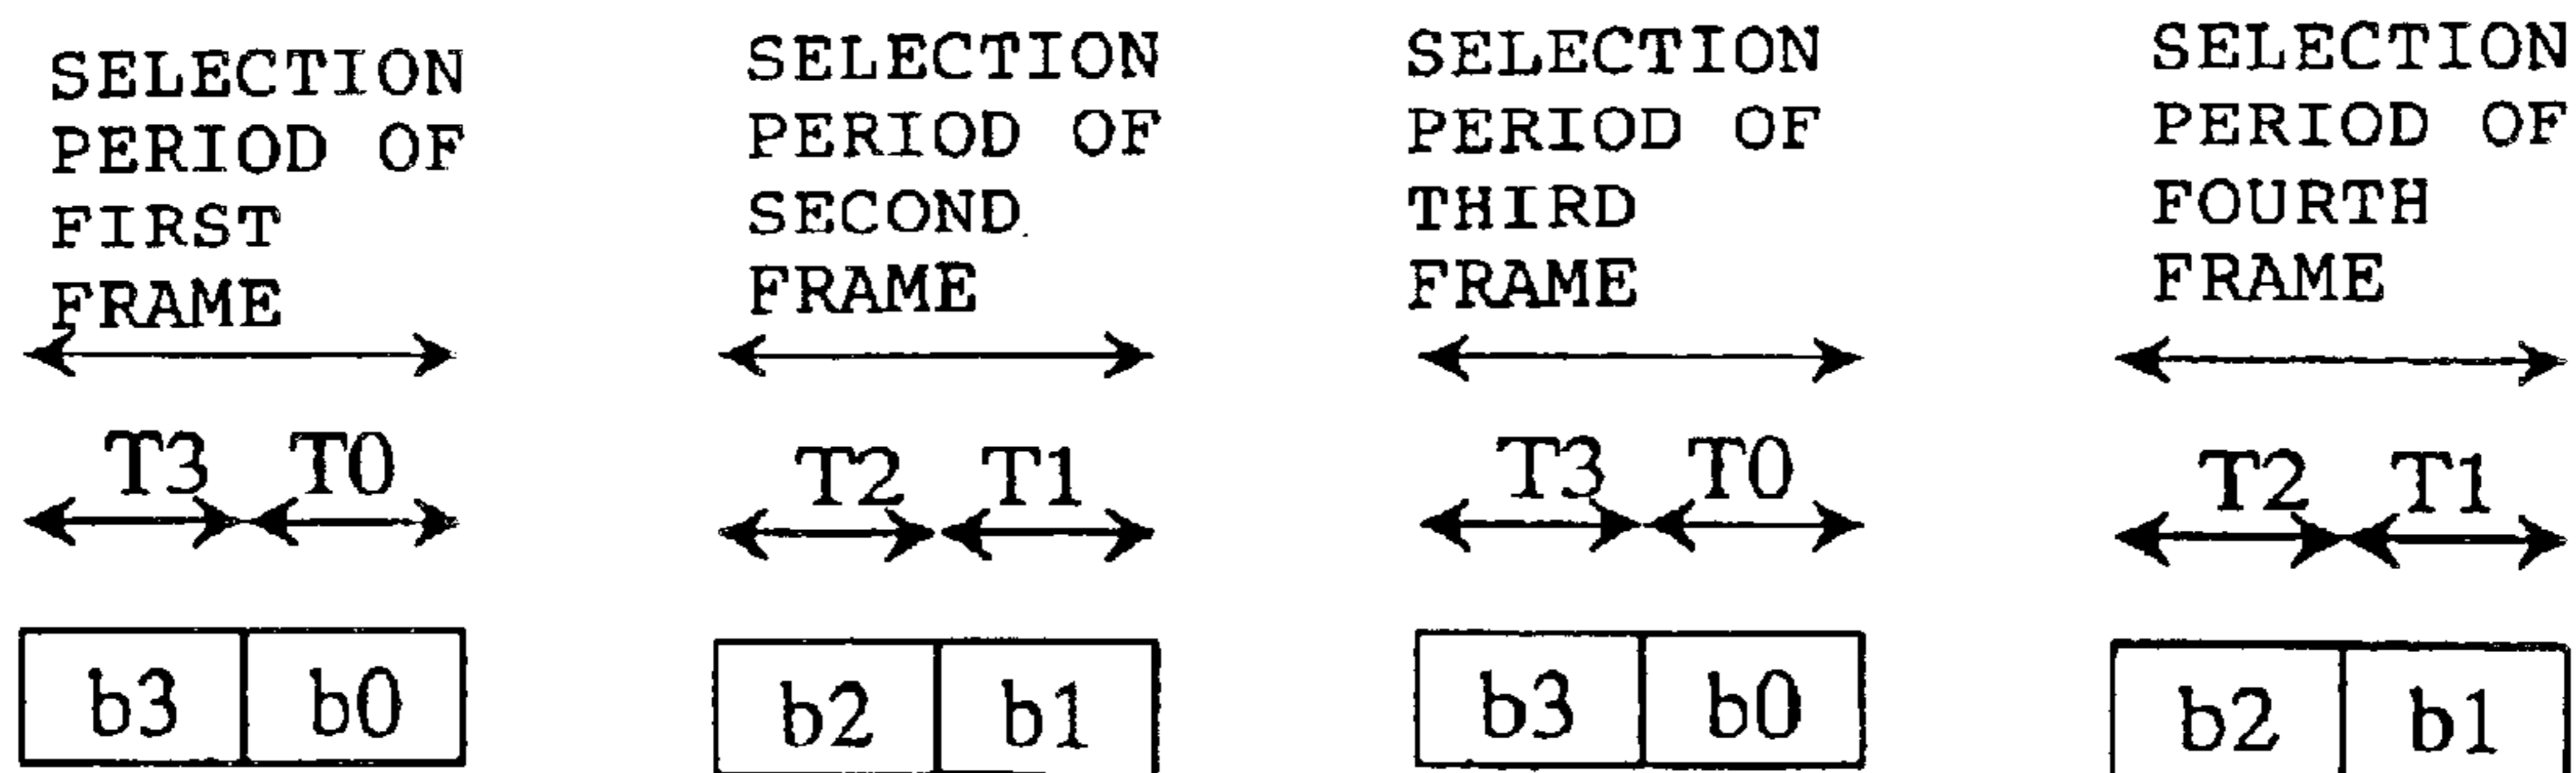 SELECTION
PERIOD OF
FIRST
FRAME
SELECTION
PERIOD OF
SECOND
FRAME
SELECTION
PERIOD OF
THIRD
FRAME
SELECTION
PERIOD OF
FOURTH
FRAME
T3 T0
T2 T1
T3 T0
T2 T1
b3 b0
b2 b1
b3 b0
b2 b1